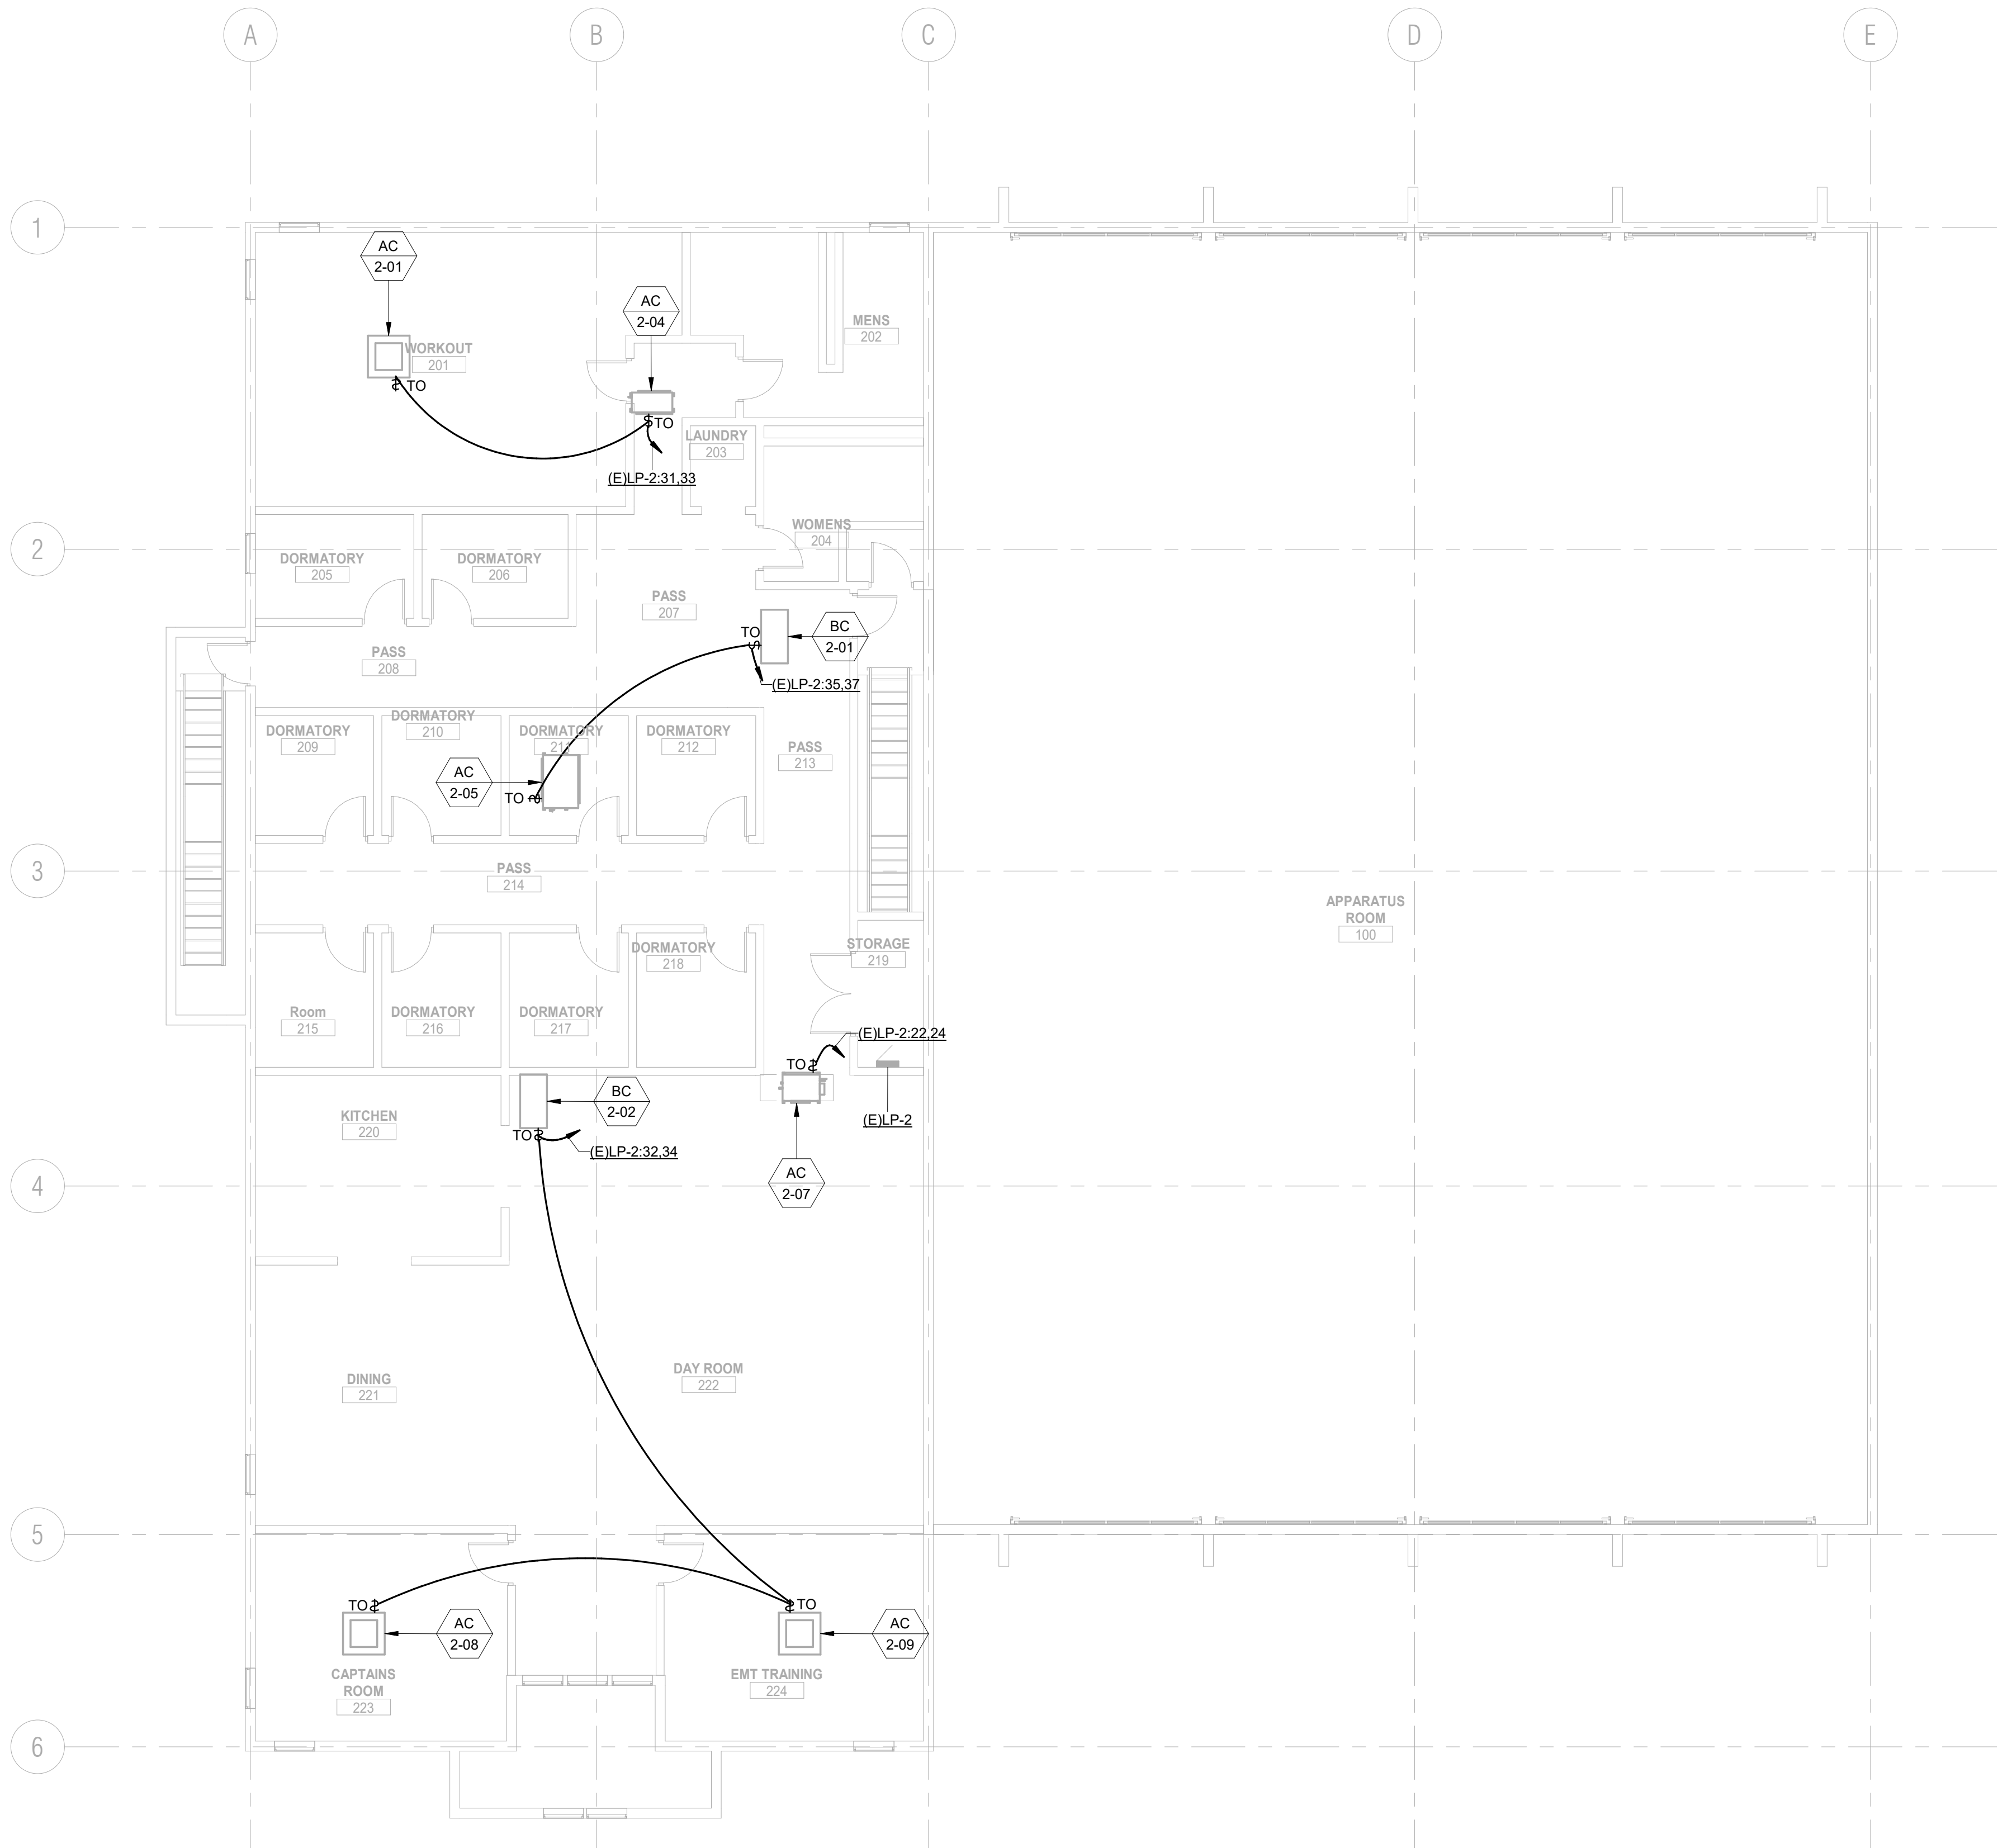 A
B
C
D
E
1
AC
2-01
AC
2-04
MENS
202
WORKOUT
201
TO
TO
LAUNDRY
203
(E)LP-2:31,33
WOMENS
204
2
DORMATORY
205
DORMATORY
206
PASS
207
BC
2-01
TO
PASS
208
(E)LP-2:35,37
DORMATORY
209
DORMATORY
210
DORMATORY
211
DORMATORY
212
PASS
213
AC
2-05
TO
3
PASS
214
APPARATUS
ROOM
100
DORMATORY
218
STORAGE
219
Room
215
DORMATORY
216
DORMATORY
217
(E)LP-2:22,24
TO
BC
2-02
KITCHEN
220
(E)LP-2
TO
(E)LP-2:32,34
AC
2-07
4
DINING
221
DAY ROOM
222
5
TO
TO
AC
2-08
AC
2-09
CAPTAINS
ROOM
223
EMT TRAINING
224
6